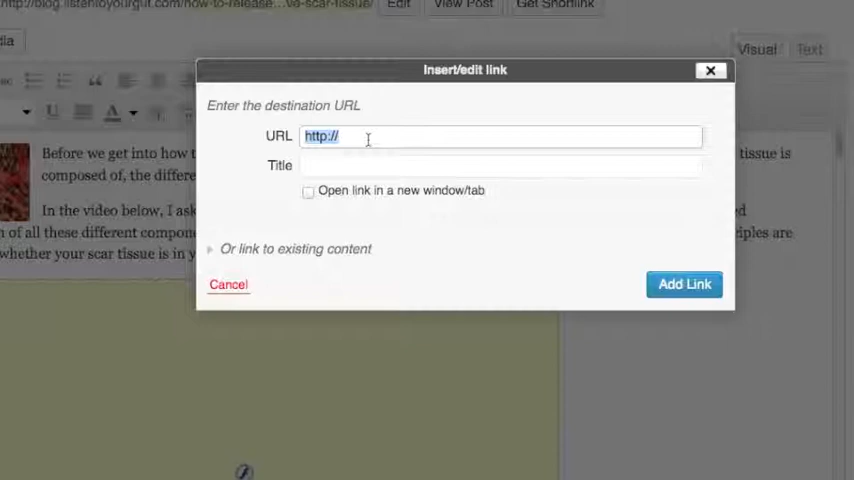 http://blog.listentoyourgut.com/how-to-release...ve-scar-tissue/ Edit View Post Get Shortlink
dia
Visual Text
Insert/edit link
Enter the destination URL
URL http://
Title
Open link in a new window/tab
Or link to existing content
Cancel Add Link
Before we get into how t tissue is
composed of, the differe
In the video below, I ask ed
n of all these different compone iples are
whether your scar tissue is in y